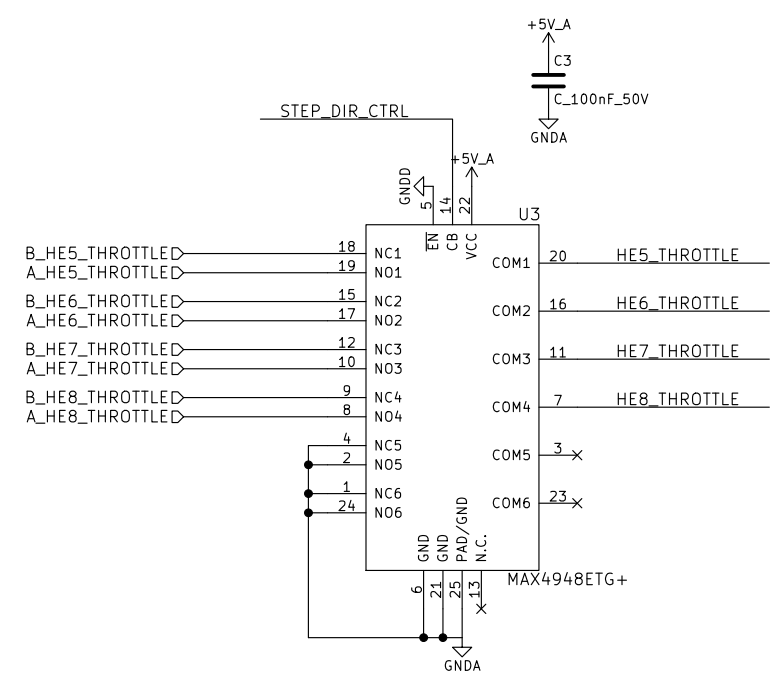 +5V_A
C3
C_100nF_50V
GNDA
STEP_DIR_CTRL
+5V_A
GNDD
5
14
22
U3
EN
CB
VCC
B_HE5_THROTTLE 18 NC1
A_HE5_THROTTLE 19 NO1
COM1 20 HE5_THROTTLE
B_HE6_THROTTLE 15 NC2
A_HE6_THROTTLE 17 NO2
COM2 16 HE6_THROTTLE
B_HE7_THROTTLE 12 NC3
A_HE7_THROTTLE 10 NO3
COM3 11 HE7_THROTTLE
B_HE8_THROTTLE 9 NC4
A_HE8_THROTTLE 8 NO4
COM4 7 HE8_THROTTLE
4 NC5
2 NO5
COM5 3
1 NC6
24 NO6
COM6 23
GND
GND
PAD/GND
N.C.
6
21
25
13
MAX4948ETG+
GNDA